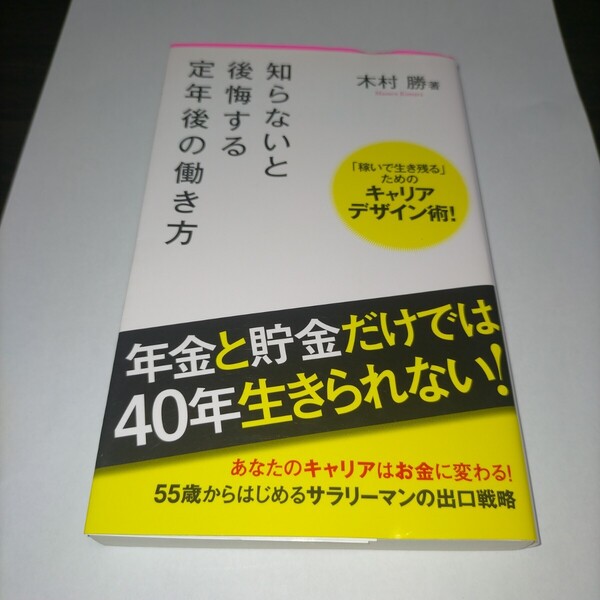 知らないと
後悔する
定年後の働き方
木村 勝 著
「稼いで生き残る」
ための
キャリア
デザイン術!
年金と貯金だけでは
40年生きられない!
あなたのキャリアはお金に変わる!
55歳からはじめるサラリーマンの出口戦略